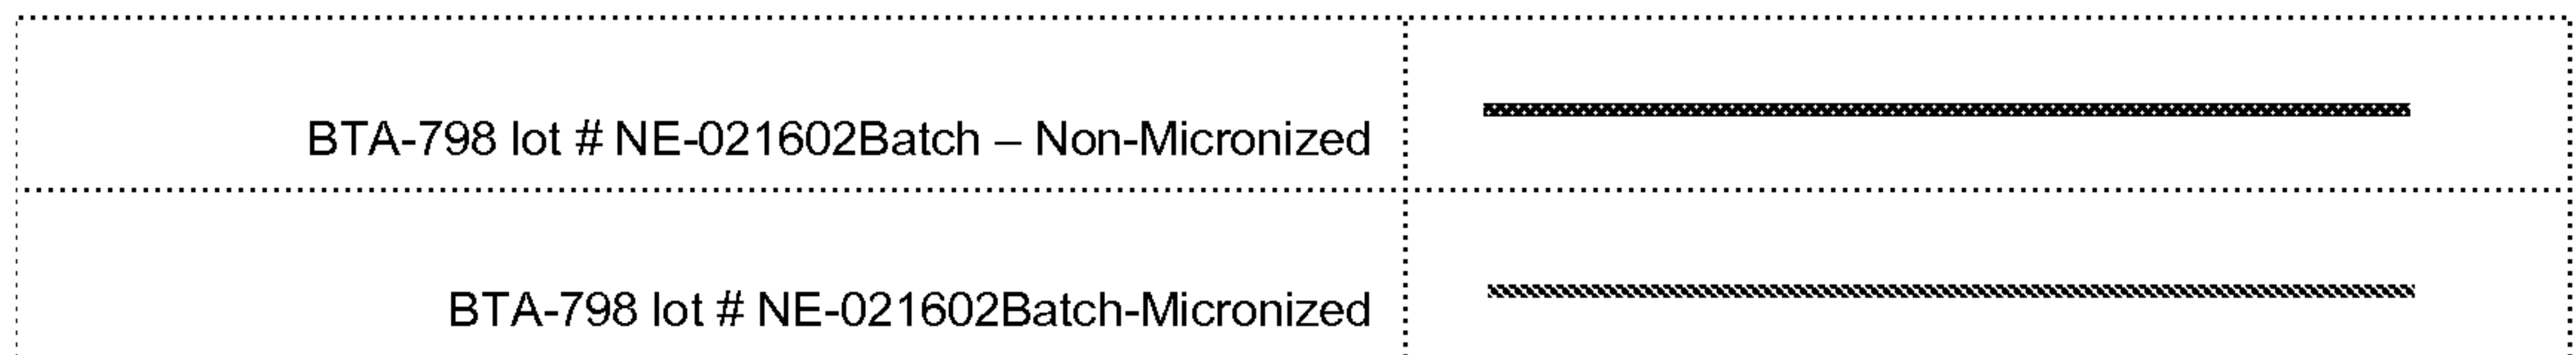 BTA-798 lot # NE-021602Batch – Non-Micronized
BTA-798 lot # NE-021602Batch-Micronized